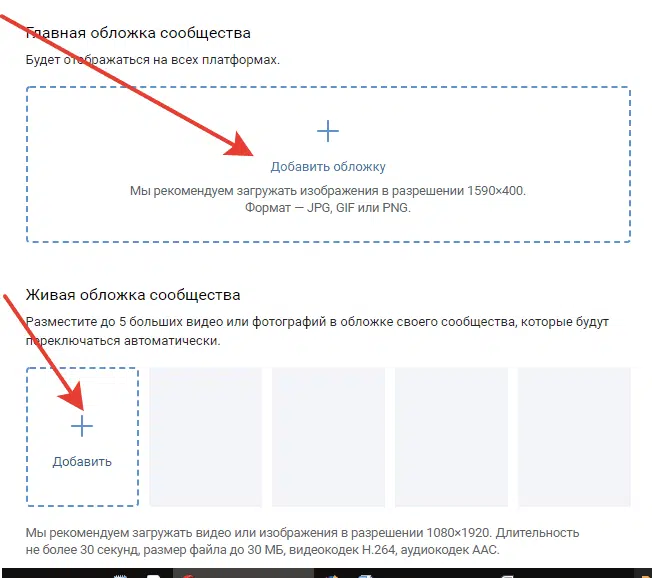 Главная обложка сообщества
Будет отображаться на всех платформах.
Добавить обложку
Мы рекомендуем загружать изображения в разрешении 1590×400.
Формат — JPG, GIF или PNG.
Живая обложка сообщества
Разместите до 5 больших видео или фотографий в обложке своего сообщества, которые будут
переключаться автоматически.
Добавить
Мы рекомендуем загружать видео или изображения в разрешении 1080×1920. Длительность
не более 30 секунд, размер файла до 30 МБ, видеокодек H.264, аудиокодек AAC.